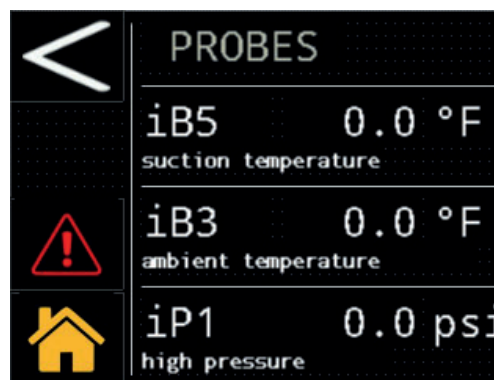 PROBES
iB5 0.0 °F
suction temperature
iB3 0.0 °F
ambient temperature
iP1 0.0 psi
high pressure